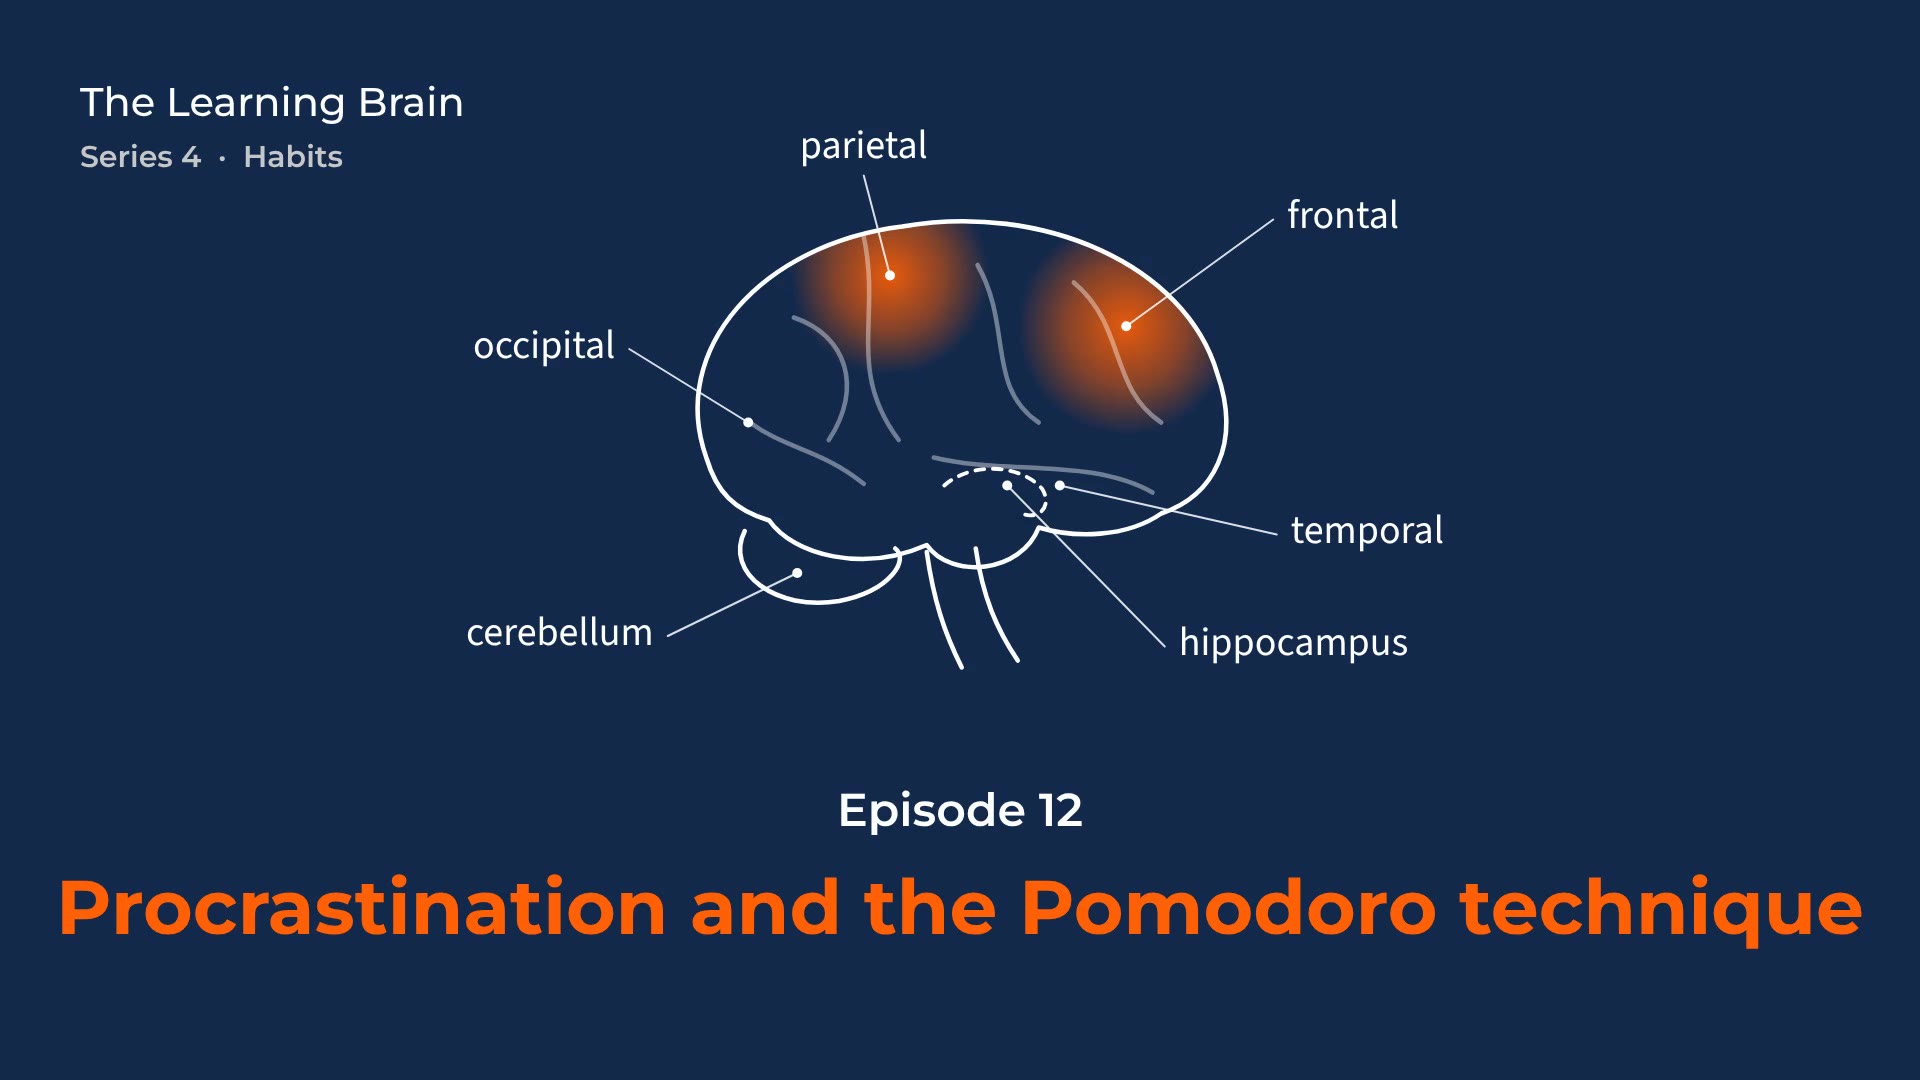 The Learning Brain
Series 4 · Habits
parietal
frontal
occipital
temporal
cerebellum
hippocampus
Episode 12
Procrastination and the Pomodoro technique